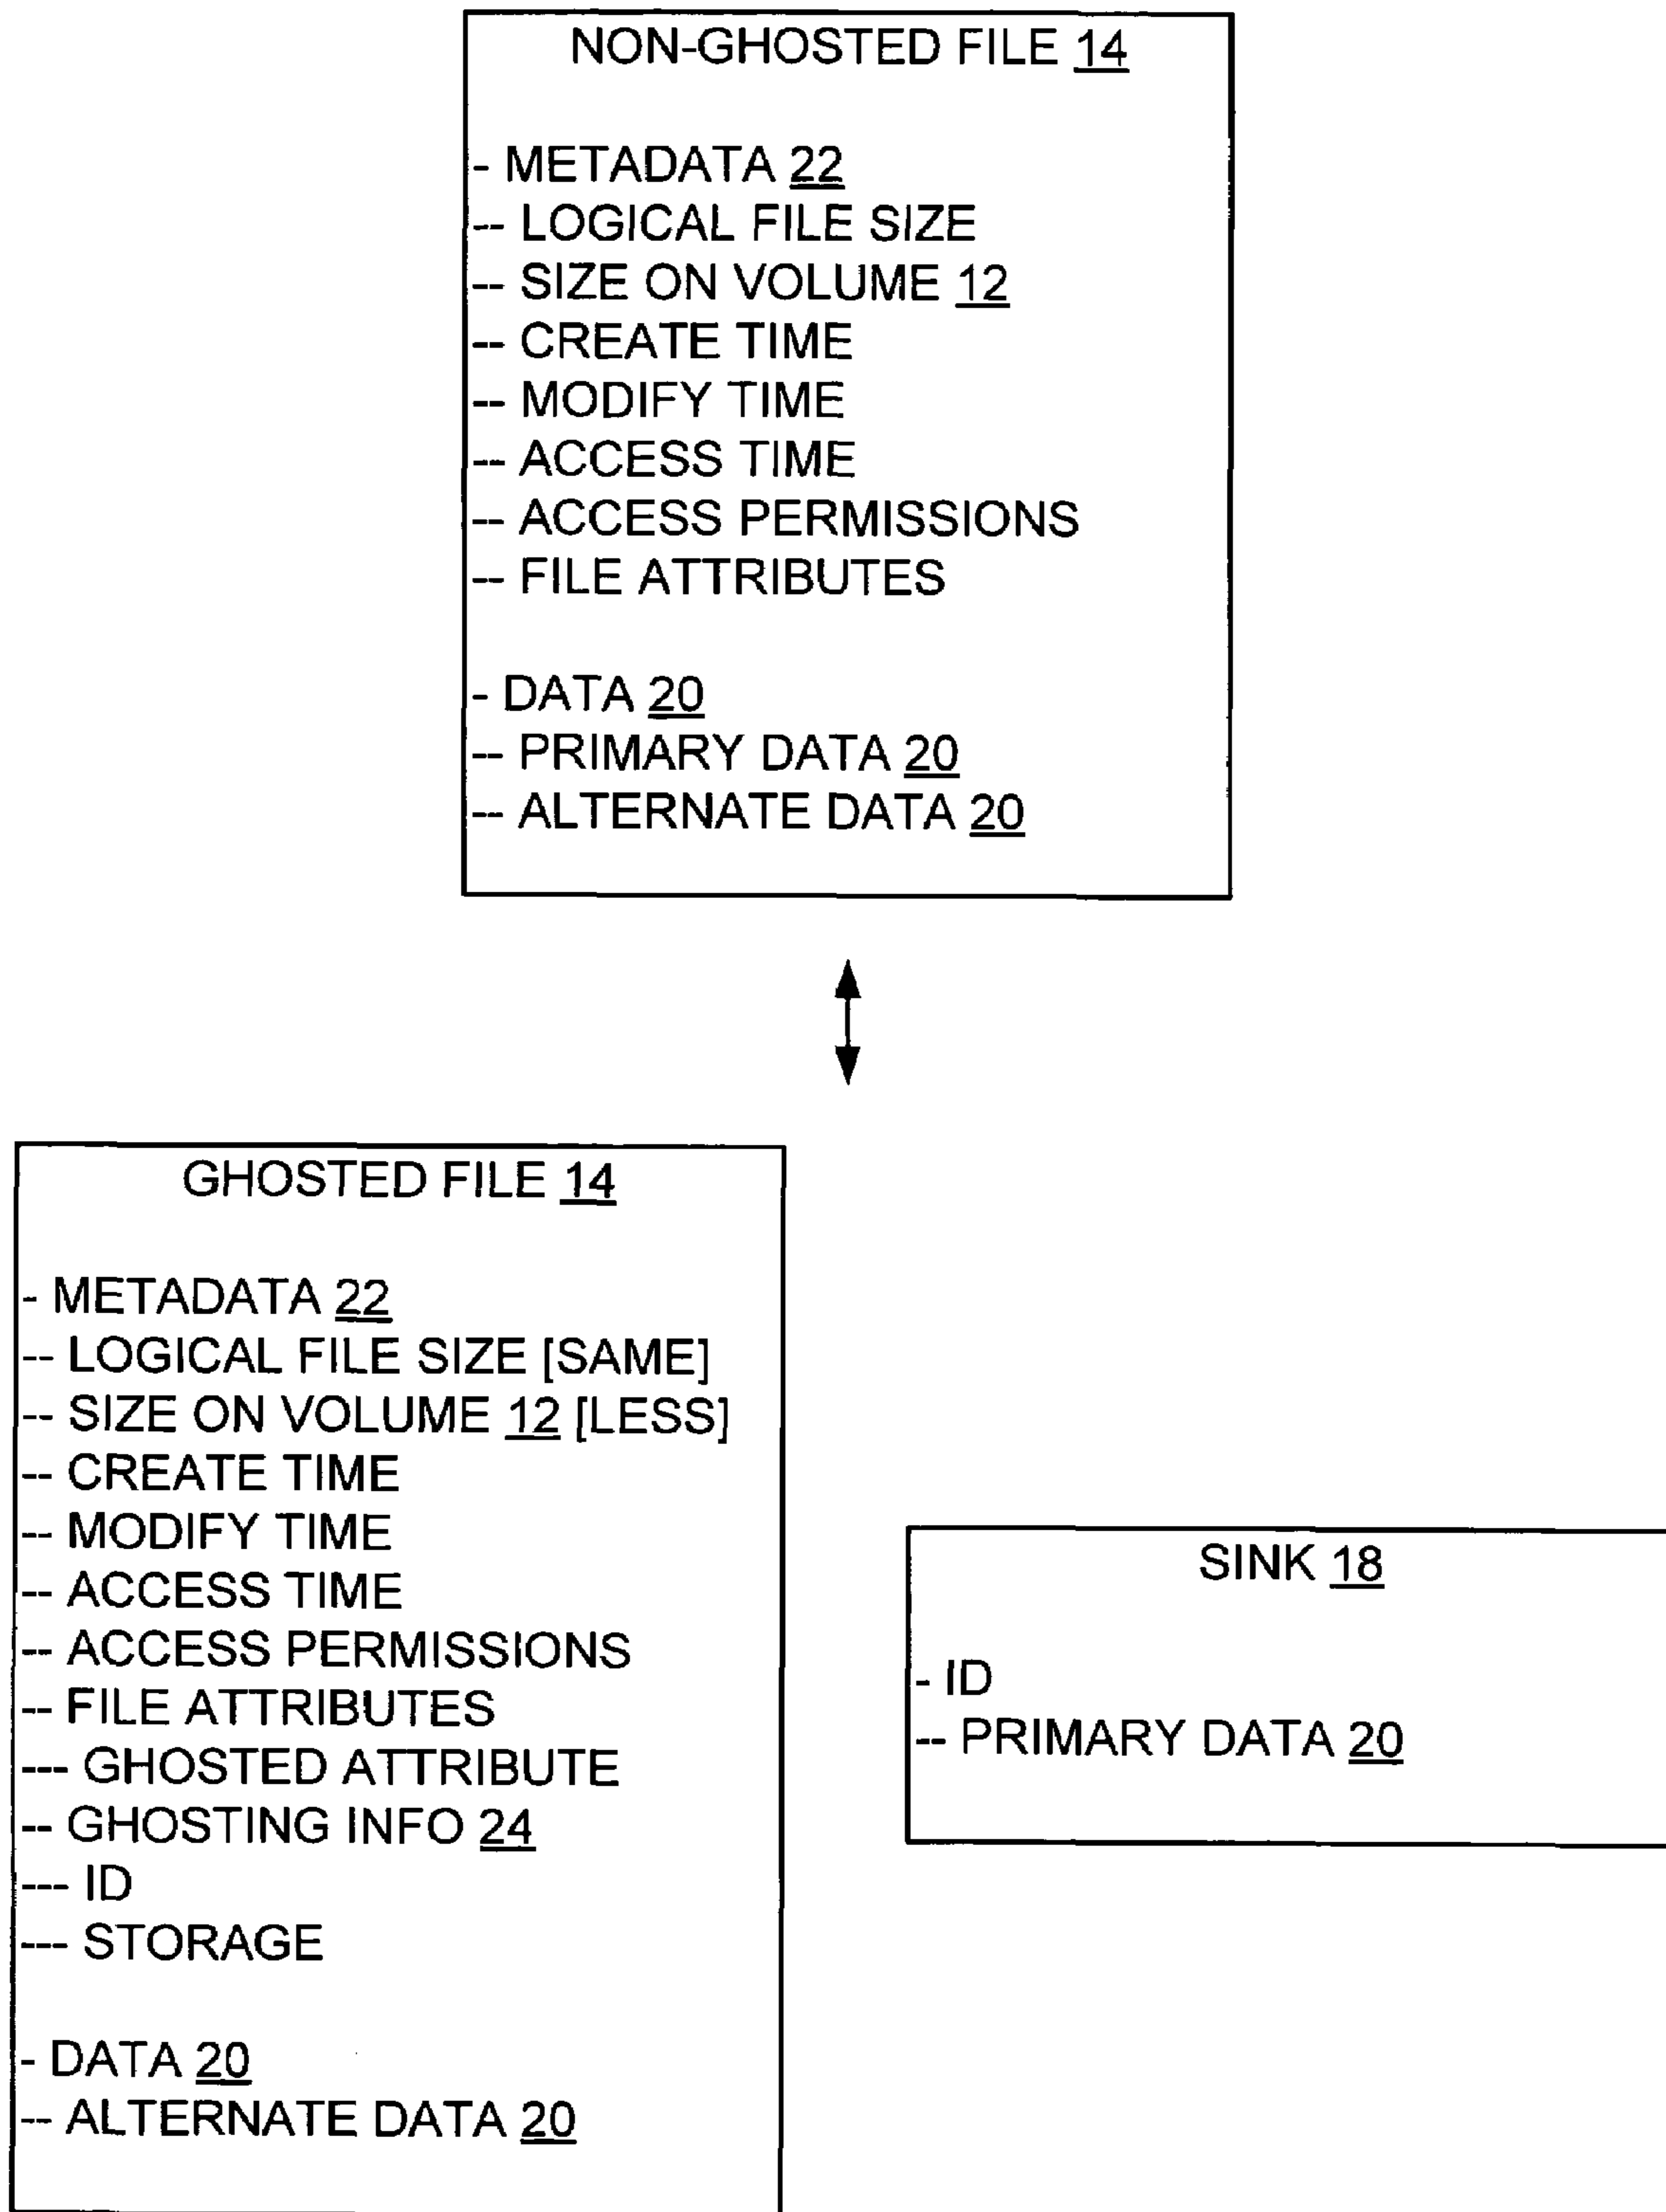 NON-GHOSTED FILE 14
- METADATA 22
-- LOGICAL FILE SIZE
-- SIZE ON VOLUME 12
-- CREATE TIME
-- MODIFY TIME
-- ACCESS TIME
-- ACCESS PERMISSIONS
-- FILE ATTRIBUTES
- DATA 20
-- PRIMARY DATA 20
-- ALTERNATE DATA 20
GHOSTED FILE 14
- METADATA 22
-- LOGICAL FILE SIZE [SAME]
-- SIZE ON VOLUME 12 [LESS]
-- CREATE TIME
-- MODIFY TIME
-- ACCESS TIME
-- ACCESS PERMISSIONS
-- FILE ATTRIBUTES
--- GHOSTED ATTRIBUTE
-- GHOSTING INFO 24
--- ID
--- STORAGE
- DATA 20
-- ALTERNATE DATA 20
SINK 18
- ID
-- PRIMARY DATA 20